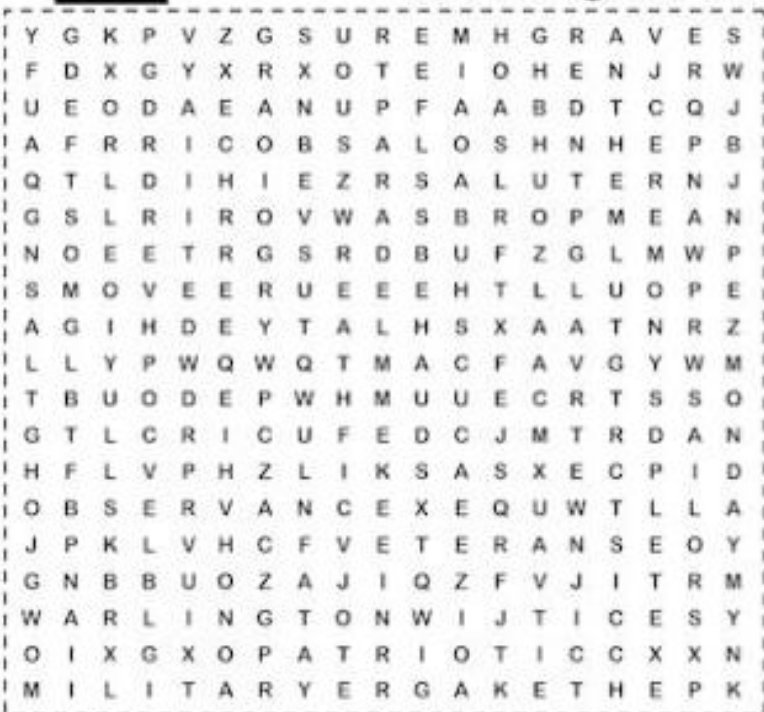 Y G K P V Z G S U R E M H G R A V E S
F D X G Y X R X O T E I O H E N J R W
U E O D A E A N U P F A A B D T C Q J
A F R R I C O B S A L O S H N H E P B
Q T L D I H I E Z R S A L U T E R N J
G S L R I R O V W A S B R O P M E A N
N O E E T R G S R D B U F Z G L M W P
S M O V E E R U E E E H T L L U O P E
A G I H D E Y T A L H S X A A T N R Z
L L Y P W Q W Q T M A C F A V G Y W M
T B U O D E P W H M U U E C R T S S O
G T L C R I C U F E D C J M T R D A N
H F L V P H Z L I K S A S X E C P I D
O B S E R V A N C E X E Q U W T L L A
J P K L V H C F V E T E R A N S E O Y
G N B B U O Z A J I Q Z F V J I T R M
W A R L I N G T O N W I J T I C E S Y
O I X G X O P A T R I O T I C C X X N
M I L I T A R Y E R G A K E T H E P K